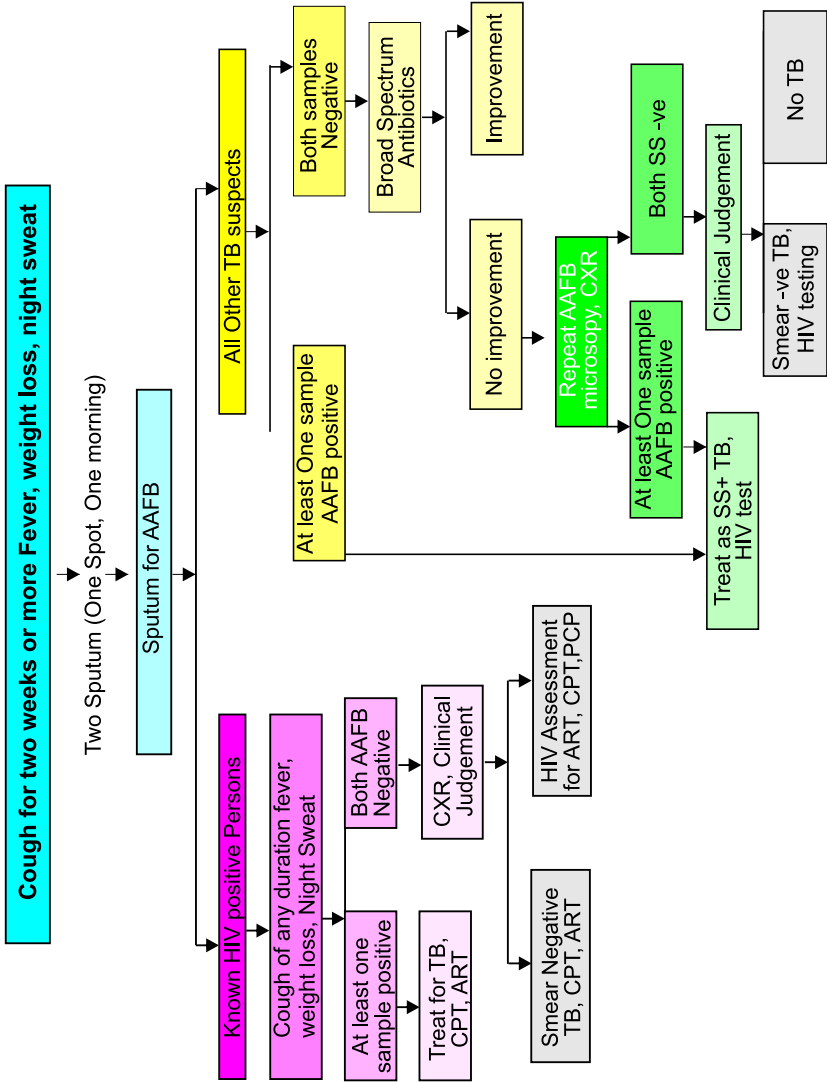 Cough for two weeks or more Fever, weight loss, night sweat
Two Sputum (One Spot, One morning)
Sputum for AAFB
Known HIV positive Persons
Cough of any duration fever,
weight loss, Night Sweat
At least one
sample positive
Both AAFB
Negative
Treat for TB,
CPT, ART
CXR, Clinical
Judgement
Smear Negative
TB, CPT, ART
HIV Assessment
for ART, CPT,PCP
All Other TB suspects
At least One sample
AAFB positive
Both samples
Negative
Broad Spectrum
Antibiotics
No improvement
Improvement
Repeat AAFB
microsopy, CXR
At least One sample
AAFB positive
Both SS -ve
Treat as SS+ TB,
HIV test
Clinical Judgement
Smear -ve TB,
HIV testing
No TB